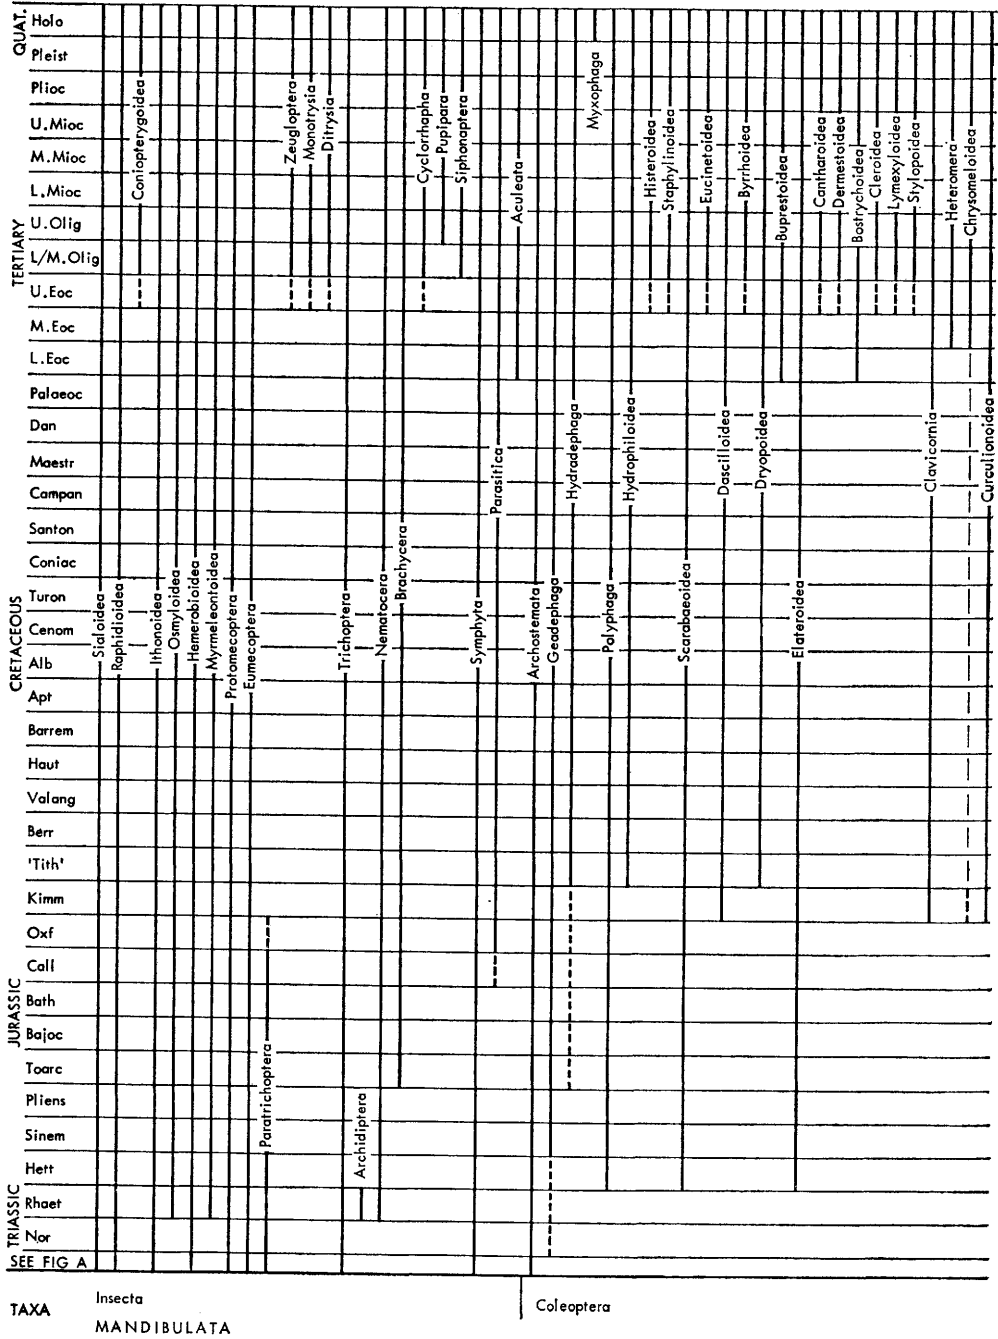 QUAT.
TERTIARY
CRETACEOUS
JURASSIC
TRIASSIC
Holo
Pleist
Plioc
U.Mioc
M.Mioc
L.Mioc
U.Olig
L/M.Olig
U.Eoc
M.Eoc
L.Eoc
Palaeoc
Dan
Maestr
Campan
Santon
Coniac
Turon
Cenom
Alb
Apt
Barrem
Haut
Valang
Berr
'Tith'
Kimm
Oxf
Call
Bath
Bajoc
Toarc
Pliens
Sinem
Hett
Rhaet
Nor
SEE FIG A
Sialoidea
Raphidioidea
Coniopterygoidea
Ithonoidea
Osmyloidea
Hemerobioidea
Myrmeleontoidea
Protomecoptera
Eumecoptera
Paratrichoptera
Zeugloptera
Monotrysia
Ditrysia
Trichoptera
Archidiptera
Nematocera
Brachycera
Cyclorrhapha
Pupipara
Siphonaptera
Symphyta
Parasitica
Aculeata
Archostemata
Geadephaga
Hydradephaga
Myxophaga
Polyphaga
Hydrophiloidea
Histeroidea
Staphylinoidea
Scarabaeoidea
Eucinetoidea
Dascilloidea
Byrrhoidea
Dryopoidea
Buprestoidea
Elateroidea
Cantharoidea
Dermestoidea
Bostrychoidea
Cleroidea
Lymexyloidea
Stylopoidea
Clavicornia
Heteromera
Chrysomeloidea
Curculionoidea
TAXA
Insecta
MANDIBULATA
Coleoptera